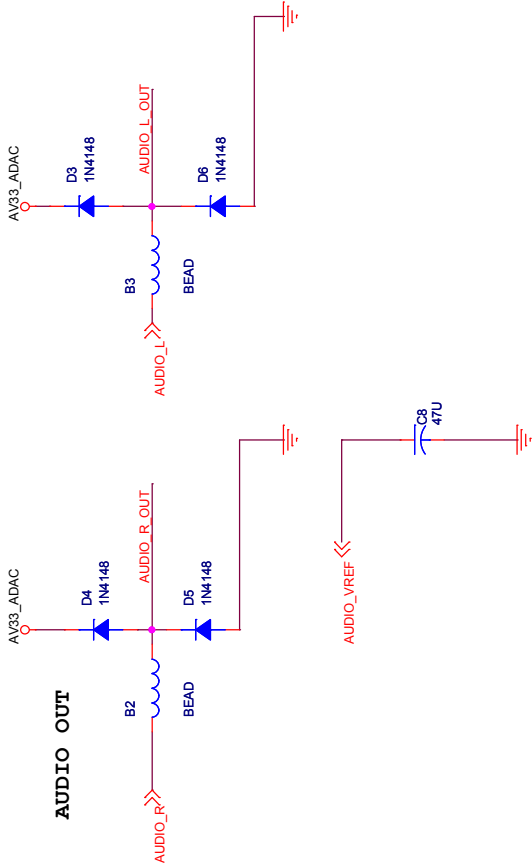 AUDIO OUT
AV33_ADAC
D4
1N4148
AUDIO_R_OUT
AUDIO_R
B2
BEAD
D5
1N4148
AV33_ADAC
D3
1N4148
AUDIO_L_OUT
AUDIO_L
B3
BEAD
D6
1N4148
AUDIO_VREF
C8
47U